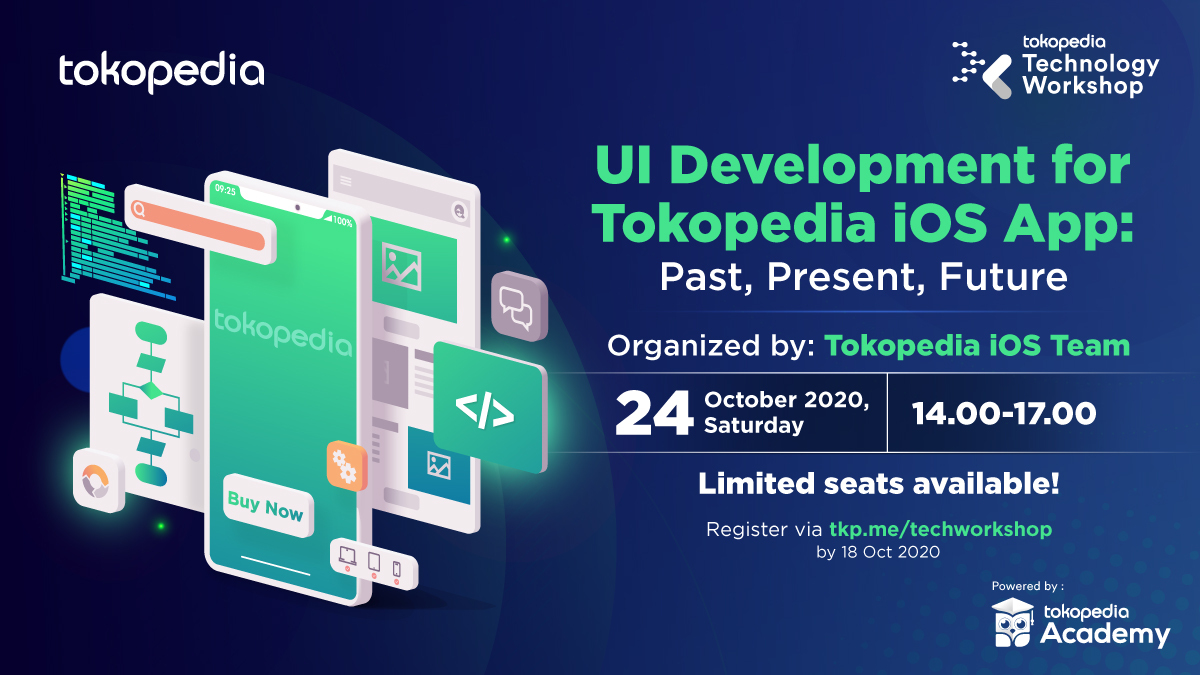 tokopedia
tokopedia
Technology
Workshop
UI Development for
Tokopedia iOS App:
Past, Present, Future
Organized by: Tokopedia iOS Team
24 October 2020,
Saturday
14.00-17.00
Limited seats available!
Register via tkp.me/techworkshop
by 18 Oct 2020
Powered by :
tokopedia
Academy
09:25
100%
tokopedia
</>
Buy Now